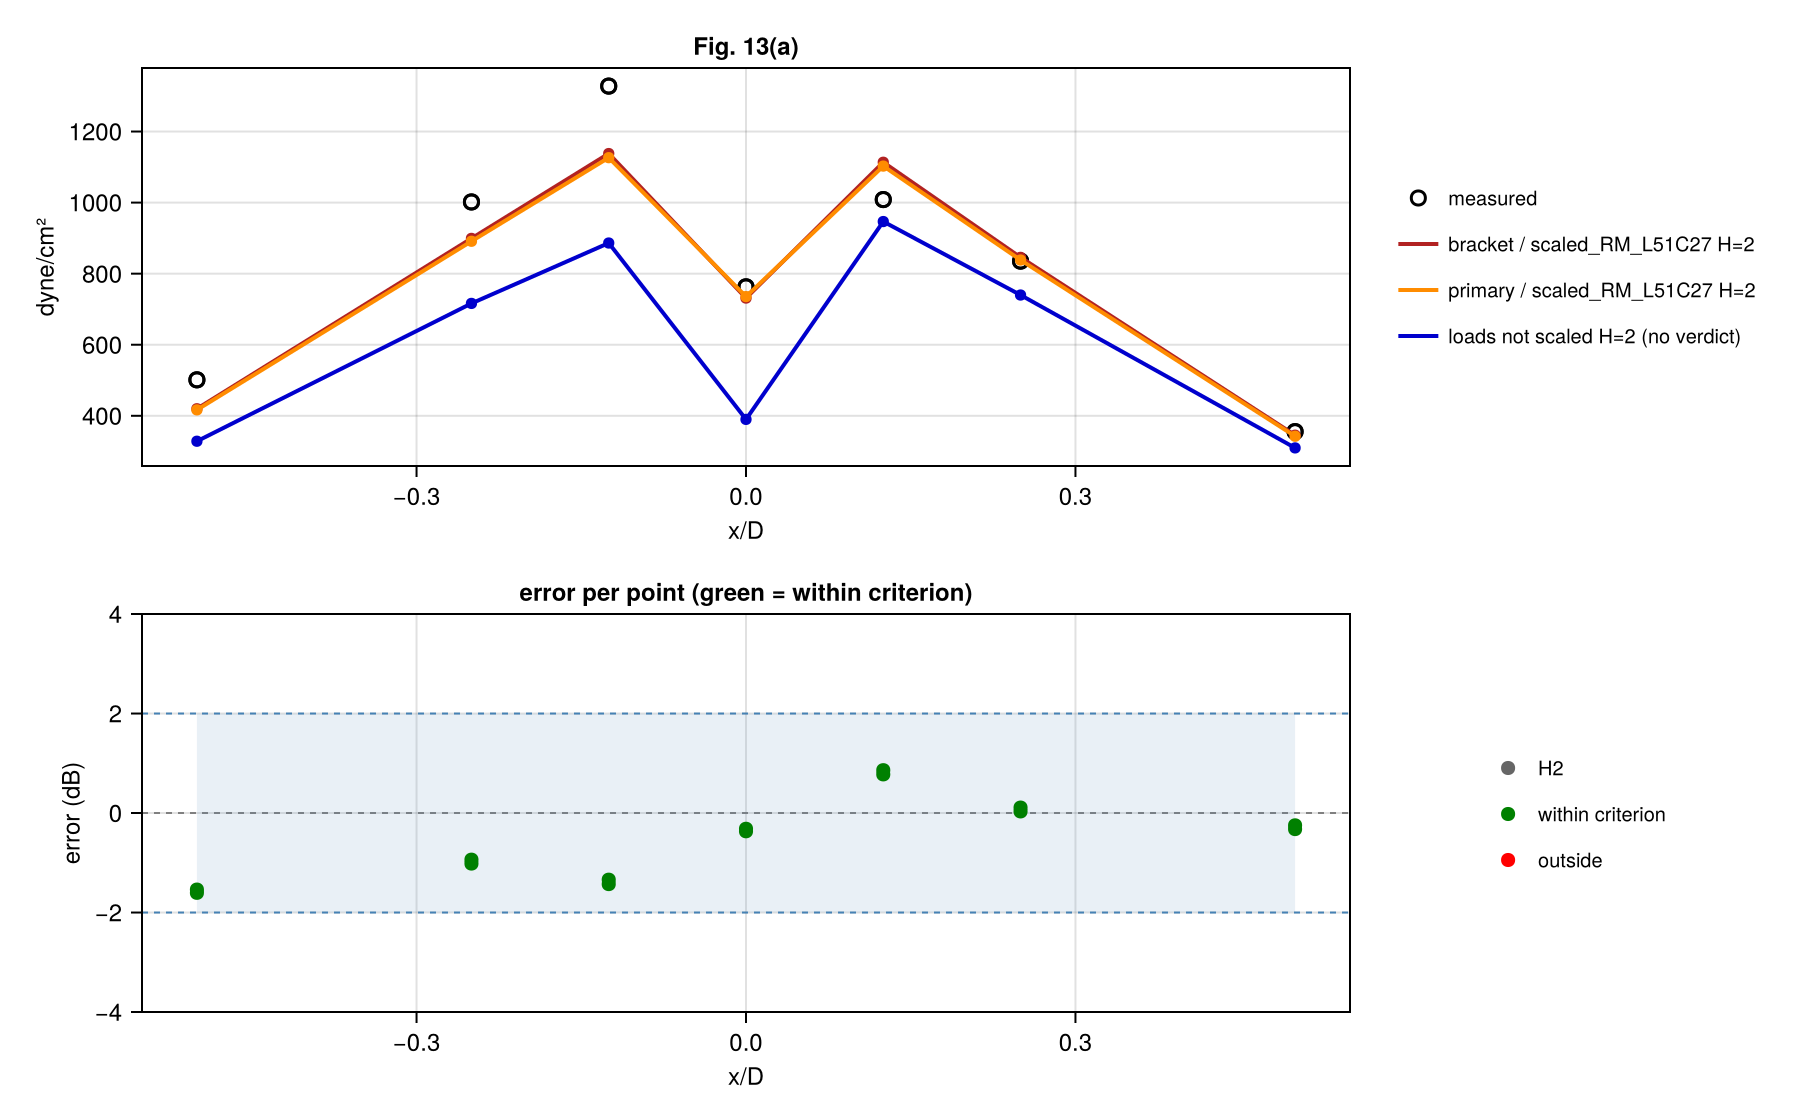 Fig. 13(a)
1200
1000
800
600
400
dyne/cm²
−0.3
0.0
0.3
x/D
measured
bracket / scaled_RM_L51C27 H=2
primary / scaled_RM_L51C27 H=2
loads not scaled H=2 (no verdict)
error per point (green = within criterion)
4
2
0
−2
−4
error (dB)
−0.3
0.0
0.3
x/D
H2
within criterion
outside